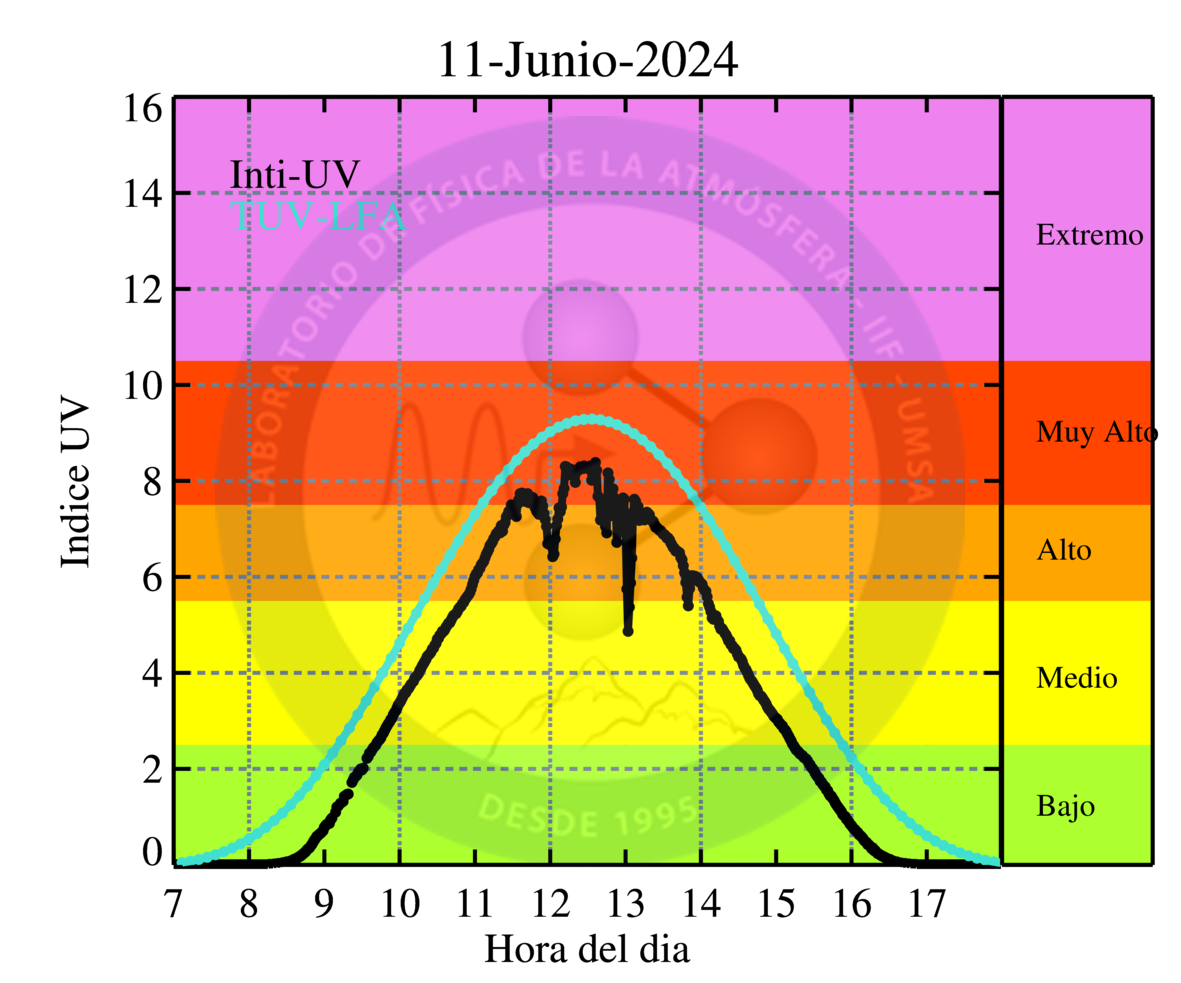 11-Junio-2024
16
14
12
10
8
6
4
2
0
Indice UV
Inti-UV
TUV-LFA
LABORATORIO DE FÍSICA DE LA ATMÓSFERA - IIF - UMSA
DESDE 1995
Extremo
Muy Alto
Alto
Medio
Bajo
7 8 9 10 11 12 13 14 15 16 17
Hora del dia